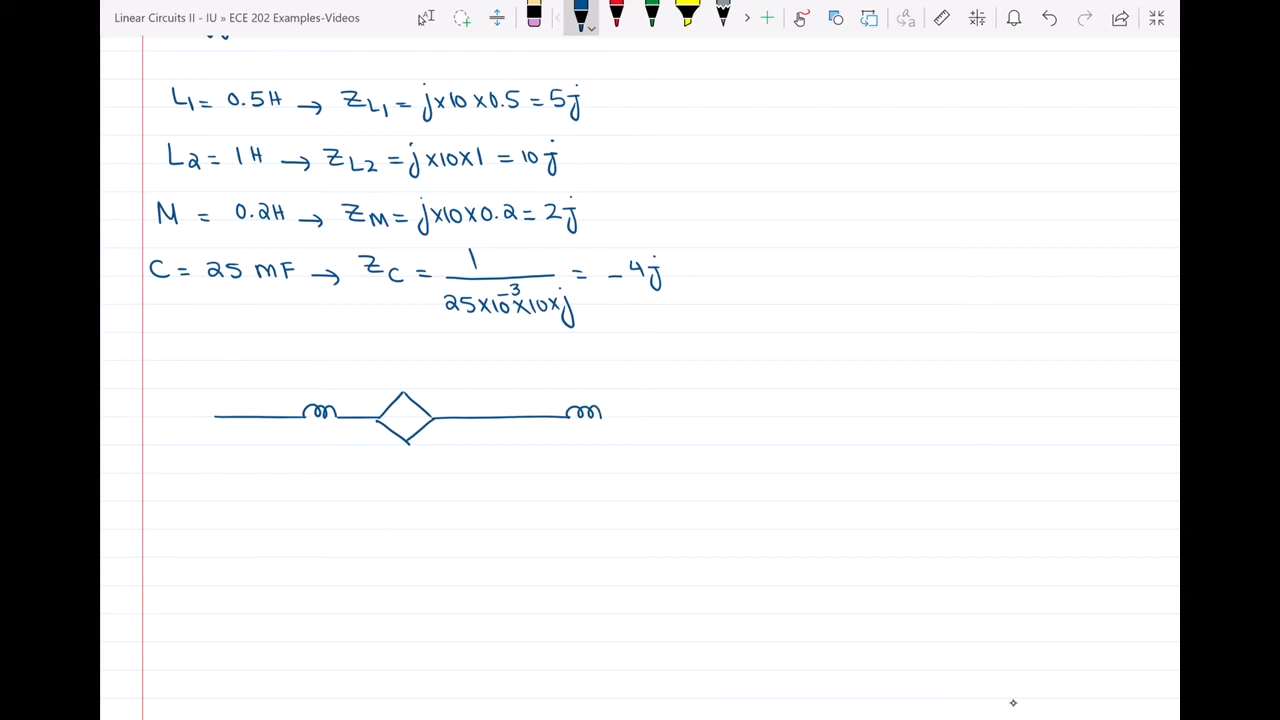 Linear Circuits II - IU » ECE 202 Examples-Videos
L1 = 0.5H → ZL1 = j×10×0.5 = 5j
L2 = 1H → ZL2 = j×10×1 = 10j
M = 0.2H → ZM = j×10×0.2 = 2j
C = 25 mF → ZC = 1 / 25×10^-3×10×j = -4j